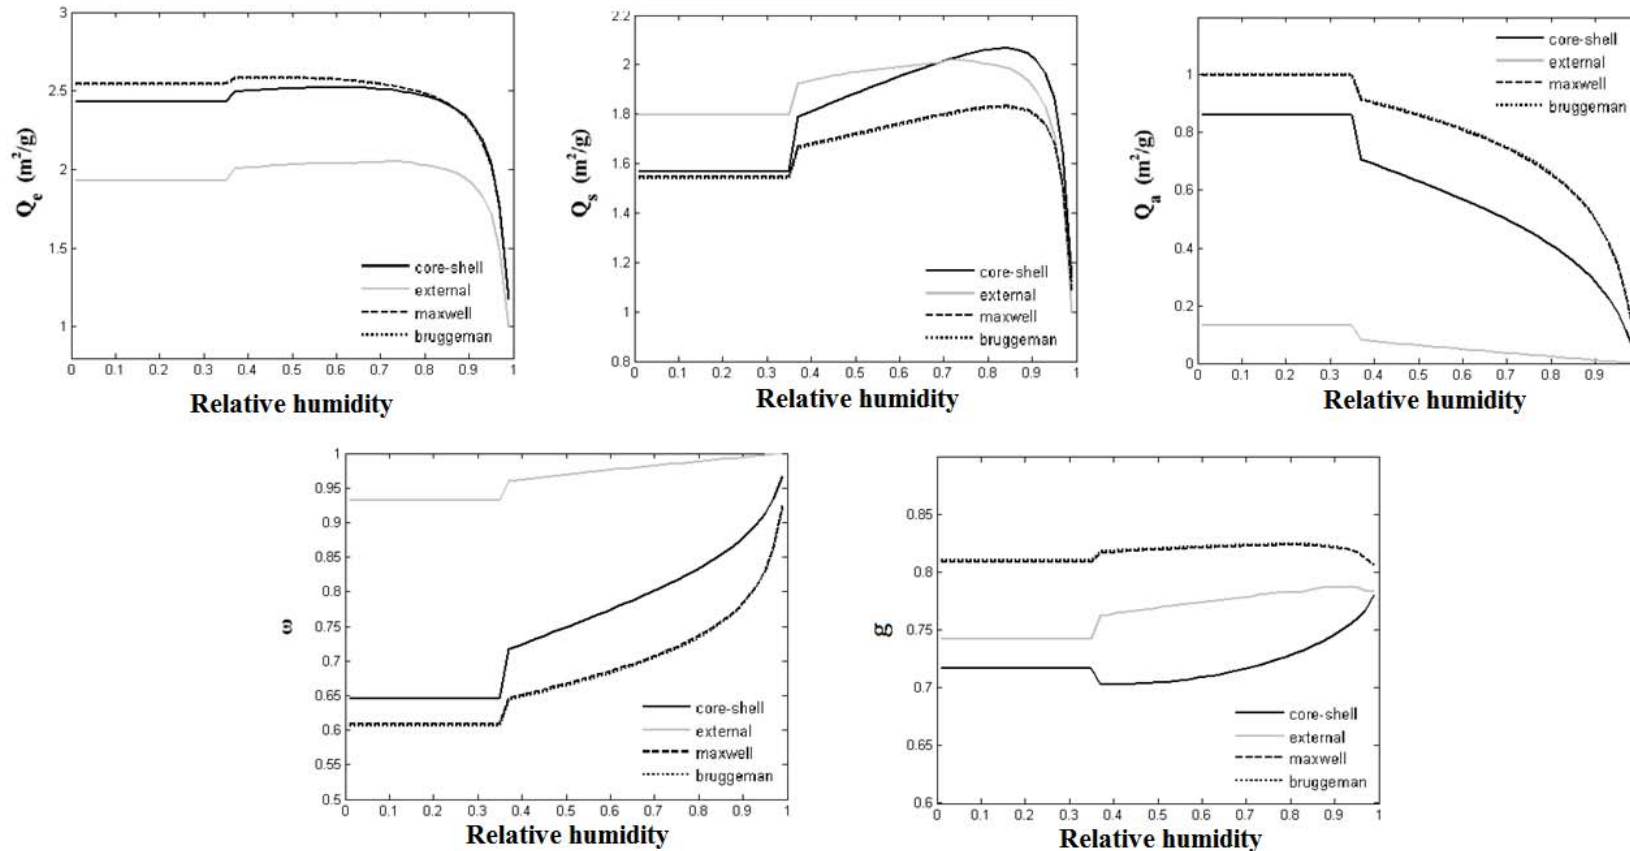 3
2.5
2
1.5
1
Q_e (m²/g)
core-shell
external
maxwell
bruggeman
0 0.1 0.2 0.3 0.4 0.5 0.6 0.7 0.8 0.9 1
Relative humidity
2.2
2
1.8
1.6
1.4
1.2
1
0.8
Q_s (m²/g)
core-shell
external
maxwell
bruggeman
0 0.1 0.2 0.3 0.4 0.5 0.6 0.7 0.8 0.9 1
Relative humidity
1
0.8
0.6
0.4
0.2
0
Q_a (m²/g)
core-shell
external
maxwell
bruggeman
0 0.1 0.2 0.3 0.4 0.5 0.6 0.7 0.8 0.9
Relative humidity
1
0.95
0.9
0.85
0.8
0.75
0.7
0.65
0.6
0.55
0.5
ω
core-shell
external
maxwell
bruggeman
0 0.1 0.2 0.3 0.4 0.5 0.6 0.7 0.8 0.9 1
Relative humidity
0.85
0.8
0.75
0.7
0.65
0.6
g
core-shell
external
maxwell
bruggeman
0 0.1 0.2 0.3 0.4 0.5 0.6 0.7 0.8 0.9 1
Relative humidity